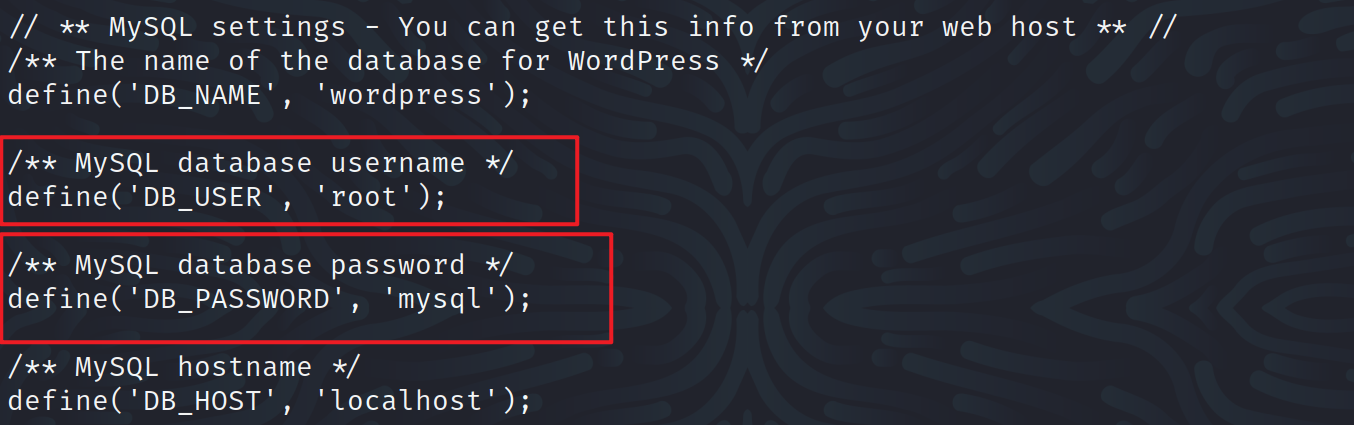 // ** MySQL settings - You can get this info from your web host ** //
/** The name of the database for WordPress */
define('DB_NAME', 'wordpress');
/** MySQL database username */
define('DB_USER', 'root');
/** MySQL database password */
define('DB_PASSWORD', 'mysql');
/** MySQL hostname */
define('DB_HOST', 'localhost');